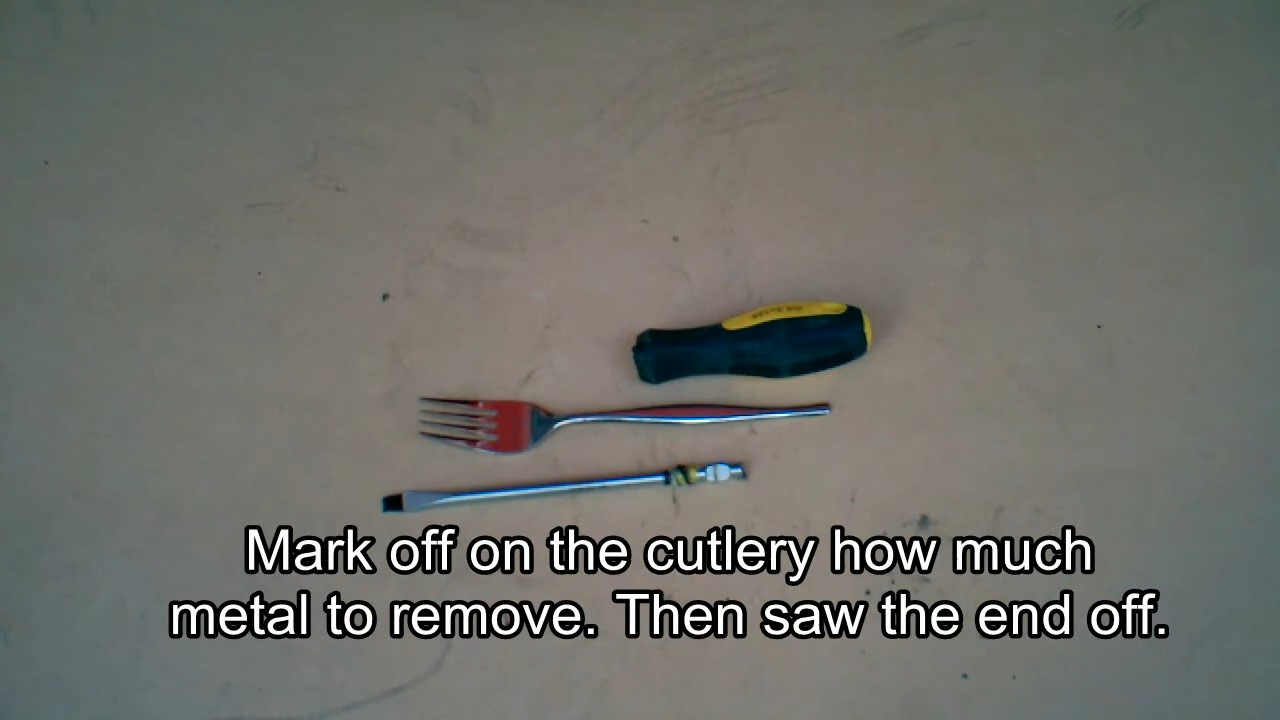 Mark off on the cutlery how much
metal to remove. Then saw the end off.